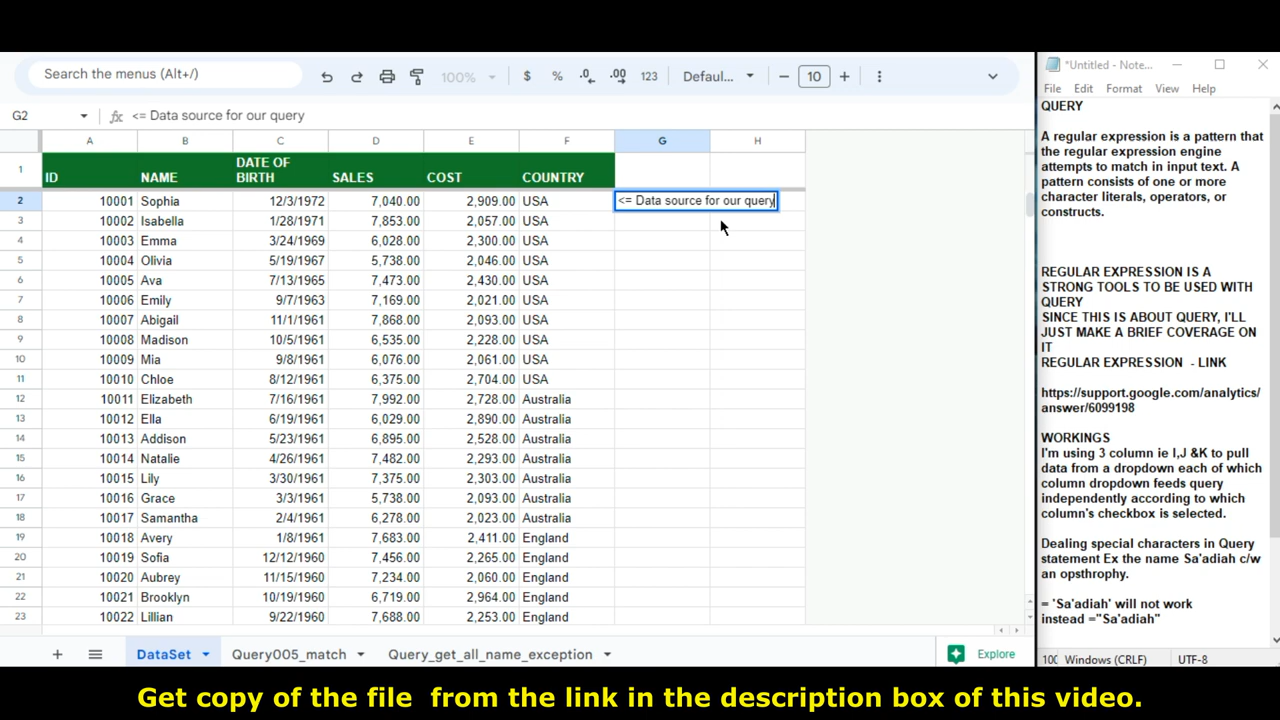 Search the menus (Alt+/)
100%
$ % .0 .00 123 Defaul... 10
*Untitled - Note...
File Edit Format View Help
G2
<= Data source for our query
A B C D E F G H
1 ID NAME DATE OF BIRTH SALES COST COUNTRY
2 10001 Sophia 12/3/1972 7,040.00 2,909.00 USA <= Data source for our query
3 10002 Isabella 1/28/1971 7,853.00 2,057.00 USA
4 10003 Emma 3/24/1969 6,028.00 2,300.00 USA
5 10004 Olivia 5/19/1967 5,738.00 2,046.00 USA
6 10005 Ava 7/13/1965 7,473.00 2,430.00 USA
7 10006 Emily 9/7/1963 7,169.00 2,021.00 USA
8 10007 Abigail 11/1/1961 7,868.00 2,093.00 USA
9 10008 Madison 10/5/1961 6,535.00 2,228.00 USA
10 10009 Mia 9/8/1961 6,076.00 2,061.00 USA
11 10010 Chloe 8/12/1961 6,375.00 2,704.00 USA
12 10011 Elizabeth 7/16/1961 7,992.00 2,728.00 Australia
13 10012 Ella 6/19/1961 6,029.00 2,890.00 Australia
14 10013 Addison 5/23/1961 6,895.00 2,528.00 Australia
15 10014 Natalie 4/26/1961 7,482.00 2,293.00 Australia
16 10015 Lily 3/30/1961 7,375.00 2,303.00 Australia
17 10016 Grace 3/3/1961 5,738.00 2,093.00 Australia
18 10017 Samantha 2/4/1961 6,278.00 2,023.00 Australia
19 10018 Avery 1/8/1961 7,683.00 2,411.00 England
20 10019 Sofia 12/12/1960 7,456.00 2,265.00 England
21 10020 Aubrey 11/15/1960 7,234.00 2,060.00 England
22 10021 Brooklyn 10/19/1960 6,719.00 2,964.00 England
23 10022 Lillian 9/22/1960 7,688.00 2,253.00 England
DataSet Query005_match Query_get_all_name_exception Explore
QUERY
A regular expression is a pattern that
the regular expression engine
attempts to match in input text. A
pattern consists of one or more
character literals, operators, or
constructs.
REGULAR EXPRESSION IS A
STRONG TOOLS TO BE USED WITH
QUERY
SINCE THIS IS ABOUT QUERY, I'LL
JUST MAKE A BRIEF COVERAGE ON
IT
REGULAR EXPRESSION - LINK
https://support.google.com/analytics/
answer/6099198
WORKINGS
I'm using 3 column ie I,J &K to pull
data from a dropdown each of which
column dropdown feeds query
independently according to which
column's checkbox is selected.
Dealing special characters in Query
statement Ex the name Sa'adiah c/w
an opsthrophy.
= 'Sa'adiah' will not work
instead ="Sa'adiah"
100 Windows (CRLF) UTF-8
Get copy of the file from the link in the description box of this video.